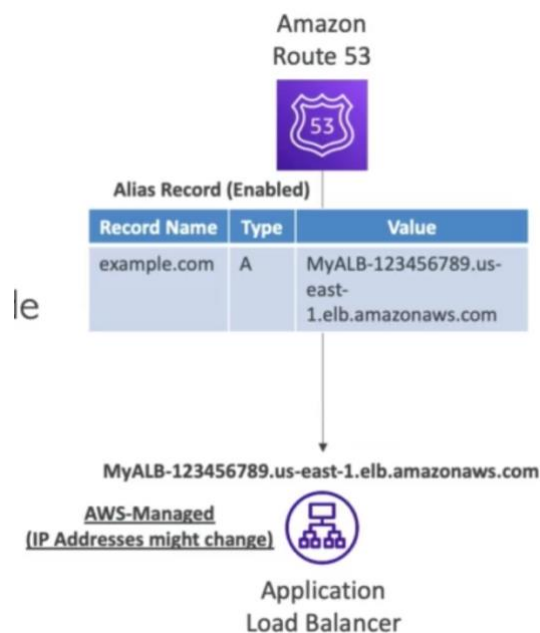 Amazon
Route 53
53
Alias Record (Enabled)
Record Name Type Value
example.com A MyALB-123456789.us-
east-
1.elb.amazonaws.com
le
MyALB-123456789.us-east-1.elb.amazonaws.com
AWS-Managed
(IP Addresses might change)
Application
Load Balancer